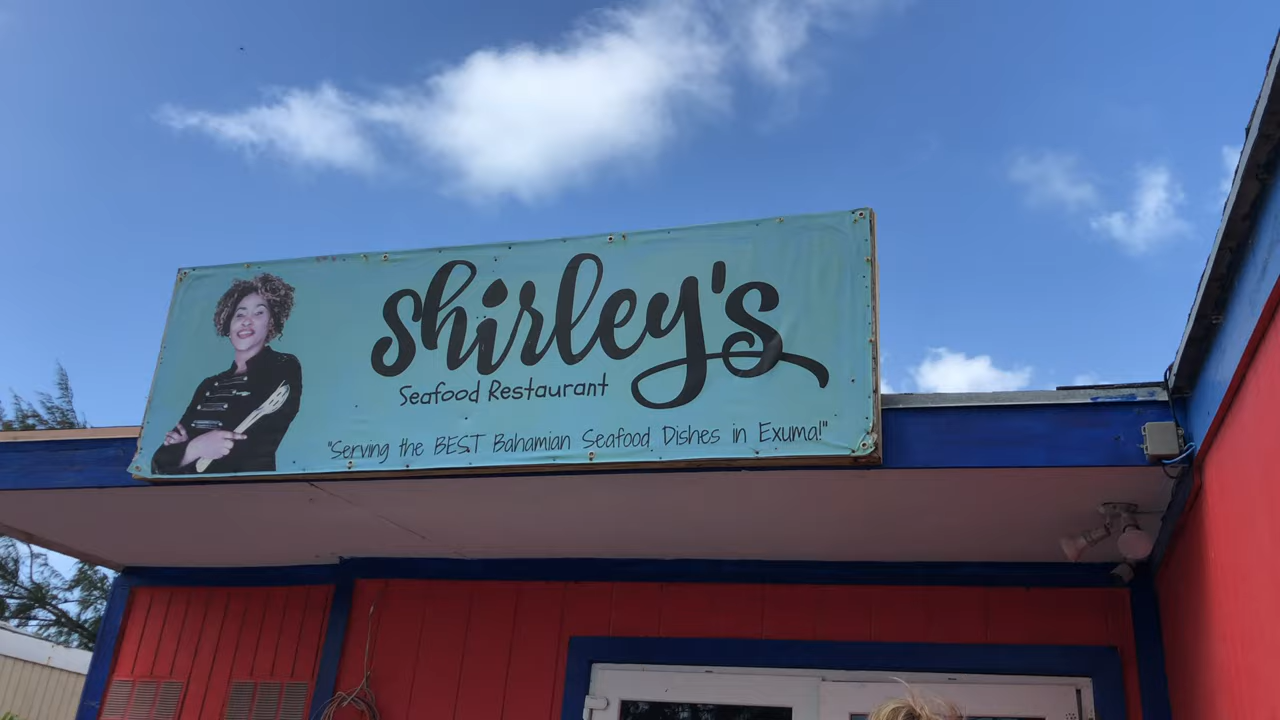 Shirley's
Seafood Restaurant
"Serving the BEST Bahamian Seafood Dishes in Exuma!"